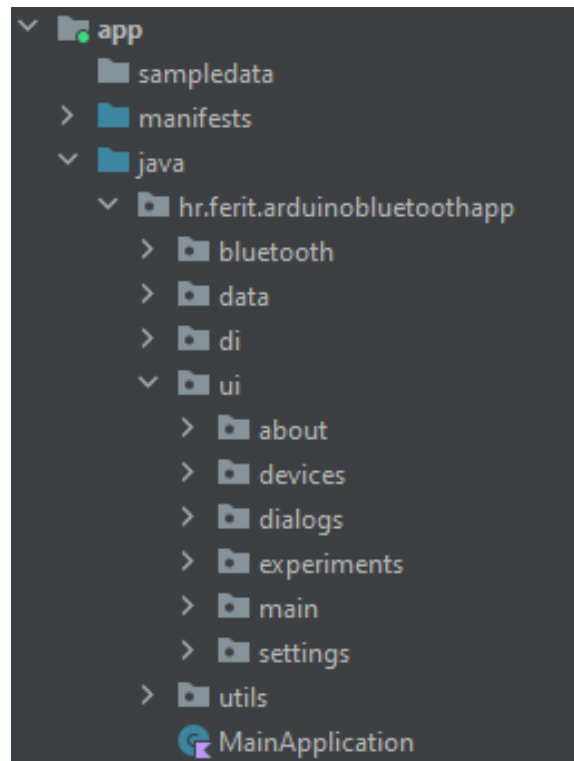 app
sampledata
manifests
java
hr.ferit.arduinobluetoothapp
bluetooth
data
di
ui
about
devices
dialogs
experiments
main
settings
utils
MainApplication